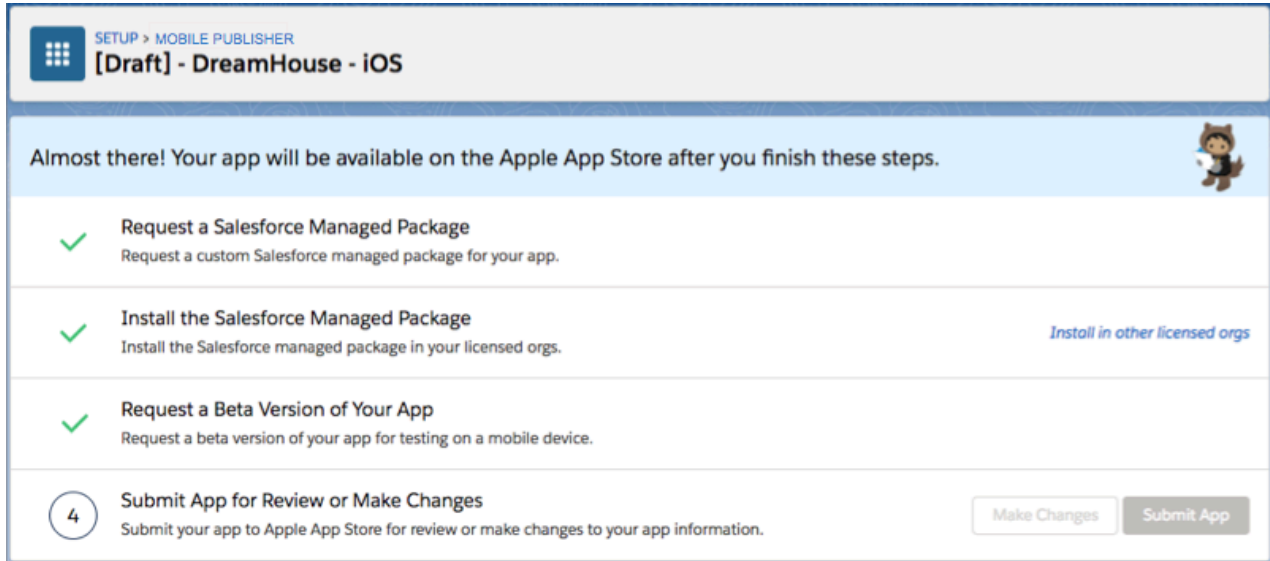 SETUP > MOBILE PUBLISHER
[Draft] - DreamHouse - iOS
Almost there! Your app will be available on the Apple App Store after you finish these steps.
Request a Salesforce Managed Package
Request a custom Salesforce managed package for your app.
Install the Salesforce Managed Package
Install the Salesforce managed package in your licensed orgs.
Install in other licensed orgs
Request a Beta Version of Your App
Request a beta version of your app for testing on a mobile device.
4
Submit App for Review or Make Changes
Submit your app to Apple App Store for review or make changes to your app information.
Make Changes
Submit App